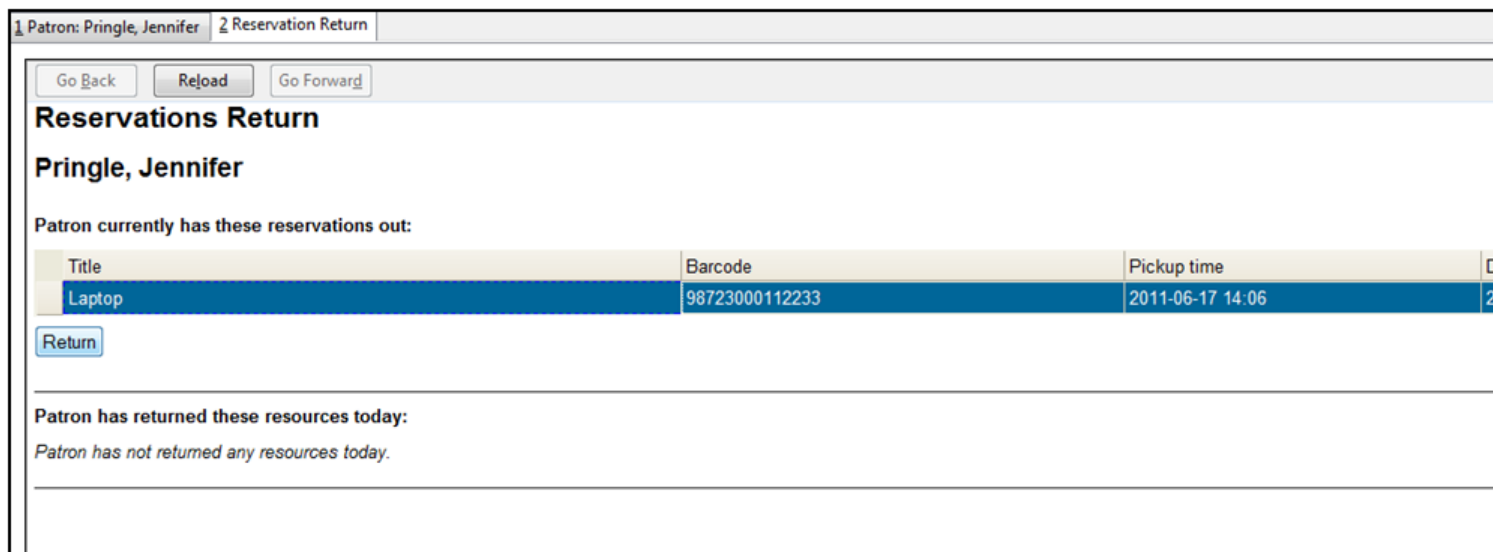 1 Patron: Pringle, Jennifer 2 Reservation Return
Go Back Reload Go Forward
Reservations Return
Pringle, Jennifer
Patron currently has these reservations out:
Title Barcode Pickup time D
Laptop 98723000112233 2011-06-17 14:06 2
Return
Patron has returned these resources today:
Patron has not returned any resources today.